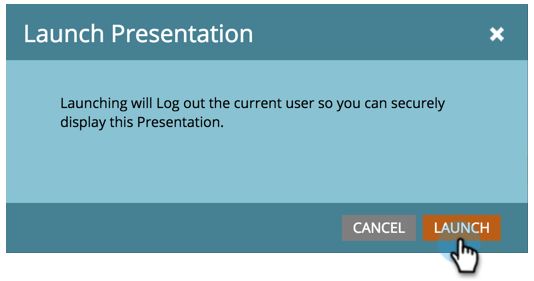 Launch Presentation
Launching will Log out the current user so you can securely
display this Presentation.
CANCEL LAUNCH